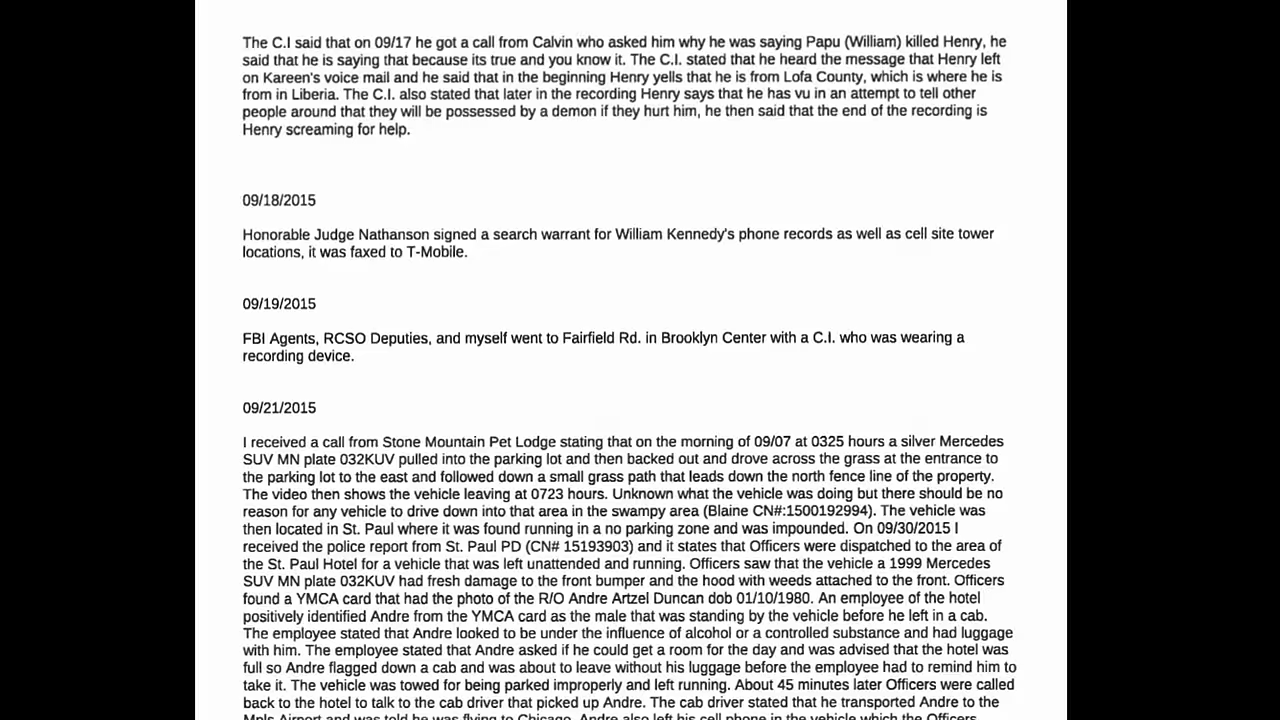 The C.I said that on 09/17 he got a call from Calvin who asked him why he was saying Papu (William) killed Henry, he
said that he is saying that because its true and you know it. The C.I. stated that he heard the message that Henry left
on Kareen's voice mail and he said that in the beginning Henry yells that he is from Lofa County, which is where he is
from in Liberia. The C.I. also stated that later in the recording Henry says that he has vu in an attempt to tell other
people around that they will be possessed by a demon if they hurt him, he then said that the end of the recording is
Henry screaming for help.
09/18/2015
Honorable Judge Nathanson signed a search warrant for William Kennedy's phone records as well as cell site tower
locations, it was faxed to T-Mobile.
09/19/2015
FBI Agents, RCSO Deputies, and myself went to Fairfield Rd. in Brooklyn Center with a C.I. who was wearing a
recording device.
09/21/2015
I received a call from Stone Mountain Pet Lodge stating that on the morning of 09/07 at 0325 hours a silver Mercedes
SUV MN plate 032KUV pulled into the parking lot and then backed out and drove across the grass at the entrance to
the parking lot to the east and followed down a small grass path that leads down the north fence line of the property.
The video then shows the vehicle leaving at 0723 hours. Unknown what the vehicle was doing but there should be no
reason for any vehicle to drive down into that area in the swampy area (Blaine CN#:1500192994). The vehicle was
then located in St. Paul where it was found running in a no parking zone and was impounded. On 09/30/2015 I
received the police report from St. Paul PD (CN# 15193903) and it states that Officers were dispatched to the area of
the St. Paul Hotel for a vehicle that was left unattended and running. Officers saw that the vehicle a 1999 Mercedes
SUV MN plate 032KUV had fresh damage to the front bumper and the hood with weeds attached to the front. Officers
found a YMCA card that had the photo of the R/O Andre Artzel Duncan dob 01/10/1980. An employee of the hotel
positively identified Andre from the YMCA card as the male that was standing by the vehicle before he left in a cab.
The employee stated that Andre looked to be under the influence of alcohol or a controlled substance and had luggage
with him. The employee stated that Andre asked if he could get a room for the day and was advised that the hotel was
full so Andre flagged down a cab and was about to leave without his luggage before the employee had to remind him to
take it. The vehicle was towed for being parked improperly and left running. About 45 minutes later Officers were called
back to the hotel to talk to the cab driver that picked up Andre. The cab driver stated that he transported Andre to the
Mpls Airport and was told he was flying to Chicago. Andre also left his cell phone in the vehicle which the Officers